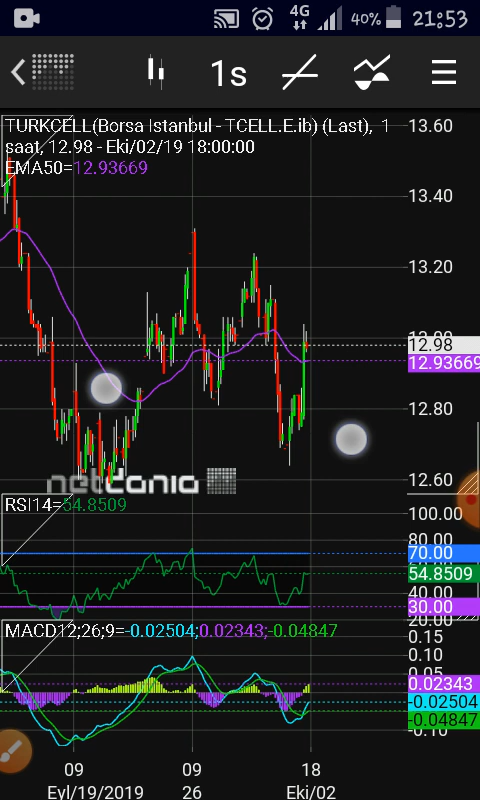 4G 40% 21:53
1s
TURKCELL(Borsa Istanbul - TCELL.E.ib) (Last), 1
saat, 12.98 - Eki/02/19 18:00:00
EMA50=12.93669
13.60
13.40
13.20
12.98
12.93669
12.80
12.60
netdania
RSI14=54.8509
100.00
80.00
70.00
54.8509
30.00
20.00
MACD12;26;9=-0.02504;0.02343;-0.04847
0.15
0.10
0.05
0.02343
-0.02504
-0.04847
-0.10
09 09 18
Eyl/19/2019 26 Eki/02